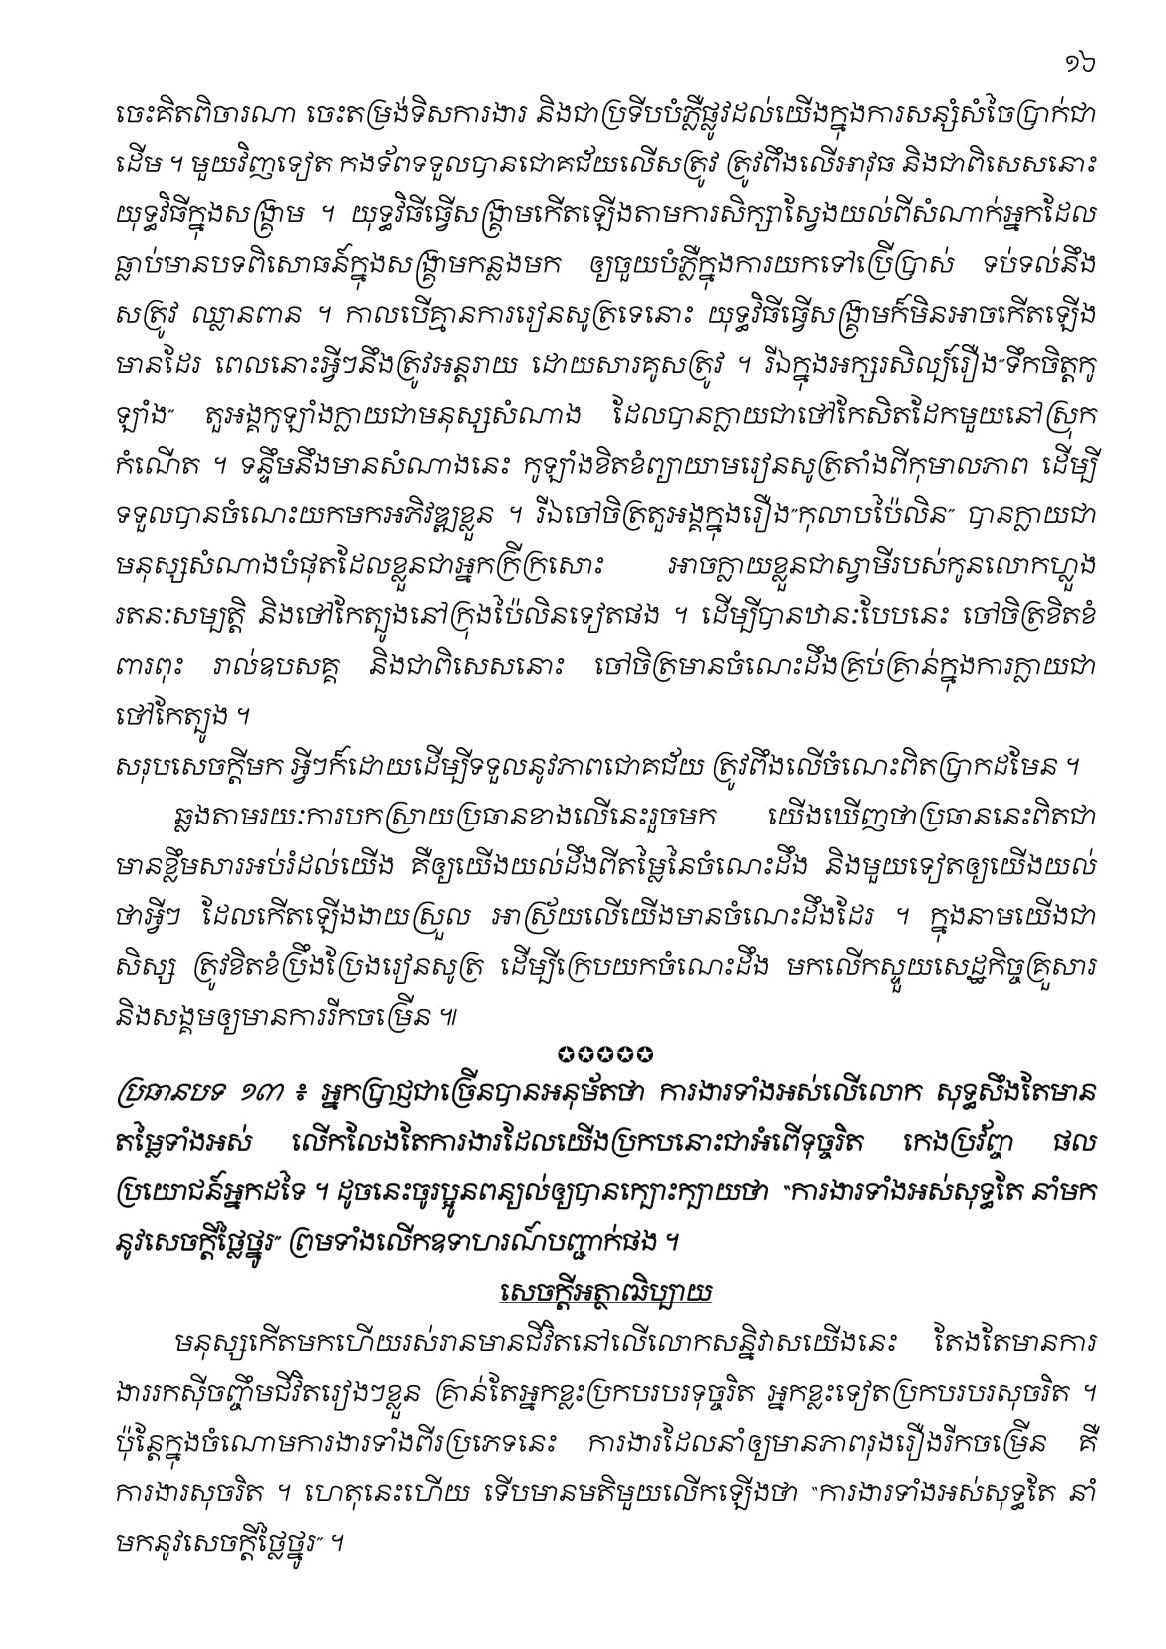 ១៦
ចេះគិតពិចារណា ចេះតម្រង់ទិសការងារ និងជាប្រទីបបំភ្លឺផ្លូវដល់យើងក្នុងការសន្សំសំចៃប្រាក់ជា
ដើម ។ មួយវិញទៀត កងទ័ពទទួលបានជោគជ័យលើសត្រូវ ត្រូវពឹងលើអាវុធ និងជាពិសេសនោះ
យុទ្ធវិធីក្នុងសង្គ្រាម ។ យុទ្ធវិធីធ្វើសង្គ្រាមកើតឡើងតាមការសិក្សាស្វែងយល់ពីសំណាក់អ្នកដែល
ធ្លាប់មានបទពិសោធន៍ក្នុងសង្គ្រាមកន្លងមក ឲ្យចួយបំភ្លឺក្នុងការយកទៅប្រើប្រាស់ ទប់ទល់នឹង
សត្រូវ ឈ្លានពាន ។ កាលបើគ្មានការរៀនសូត្រទេនោះ យុទ្ធវិធីធ្វើសង្គ្រាមក៏មិនអាចកើតឡើង
មានដែរ ពេលនោះអ្វីៗនឹងត្រូវអន្តរាយ ដោយសារគូសត្រូវ ។ រីឯក្នុងអក្សរសិល្ប៍រឿង"ទឹកចិត្តកូ
ឡាំង" តួអង្គកូឡាំងក្លាយជាមនុស្សសំណាង ដែលបានក្លាយជាថៅកែសិតដែកមួយនៅស្រុក
កំណើត ។ ទន្ទឹមនឹងមានសំណាងនេះ កូឡាំងខិតខំព្យាយាមរៀនសូត្រតាំងពីកុមាលភាព ដើម្បី
ទទួលបានចំណេះយកមកអភិវឌ្ឍខ្លួន ។ រីឯចៅចិត្រតួអង្គក្នុងរឿង"កុលាបប៉ៃលិន" បានក្លាយជា
មនុស្សសំណាងបំផុតដែលខ្លួនជាអ្នកក្រីក្រសោះ អាចក្លាយខ្លួនជាស្វាមីរបស់កូនលោកហ្លួង
រតនៈសម្បត្តិ និងថៅកែត្បូងនៅក្រុងប៉ៃលិនទៀតផង ។ ដើម្បីបានឋានៈបែបនេះ ចៅចិត្រខិតខំ
ពារពុះ រាល់ឧបសគ្គ និងជាពិសេសនោះ ចៅចិត្រមានចំណេះដឹងគ្រប់គ្រាន់ក្នុងការក្លាយជា
ថៅកែត្បូង ។
សរុបសេចក្តីមក អ្វីៗក៏ដោយដើម្បីទទួលនូវភាពជោគជ័យ ត្រូវពឹងលើចំណេះពិតប្រាកដមែន ។
ឆ្លងតាមរយៈការបកស្រាយប្រធានខាងលើនេះរួចមក យើងឃើញថាប្រធាននេះពិតជា
មានខ្លឹមសារអប់រំដល់យើង គឺឲ្យយើងយល់ដឹងពីតម្លៃនៃចំណេះដឹង និងមួយទៀតឲ្យយើងយល់
ថាអ្វីៗ ដែលកើតឡើងងាយស្រួល អាស្រ័យលើយើងមានចំណេះដឹងដែរ ។ ក្នុងនាមយើងជា
សិស្ស ត្រូវខិតខំប្រឹងប្រែងរៀនសូត្រ ដើម្បីក្រេបយកចំណេះដឹង មកលើកស្ទួយសេដ្ឋកិច្ចគ្រួសារ
និងសង្គមឲ្យមានការរីកចម្រើន ៕
✪✪✪✪✪
ប្រធានបទ ១៣ ៖ អ្នកប្រាជ្ញជាច្រើនបានអនុម័តថា ការងារទាំងអស់លើលោក សុទ្ធសឹងតែមាន
តម្លៃទាំងអស់ លើកលែងតែការងារដែលយើងប្រកបនោះជាអំពើទុច្ចរិត កេងប្រវ័ព្ចា ផល
ប្រយោជន៍អ្នកដទៃ ។ ដូចនេះចូរប្អូនពន្យល់ឲ្យបានក្បោះក្បាយថា "ការងារទាំងអស់សុទ្ធតែ នាំមក
នូវសេចក្តីថ្លៃថ្នូរ" ព្រមទាំងលើកឧទាហរណ៍បញ្ជាក់ផង ។
សេចក្តីអត្ថាឍិប្បាយ
មនុស្សកើតមកហើយរស់រានមានជីវិតនៅលើលោកសន្និវាសយើងនេះ តែងតែមានការ
ងាររកស៊ីចញ្ចឹមជីវិតរៀងៗខ្លួន គ្រាន់តែអ្នកខ្លះប្រកបរបរទុច្ចរិត អ្នកខ្លះទៀតប្រកបរបរសុចរិត ។
ប៉ុន្តែក្នុងចំណោមការងារទាំងពីរប្រភេទនេះ ការងារដែលនាំឲ្យមានភាពរុងរឿងរីកចម្រើន គឺ
ការងារសុចរិត ។ ហេតុនេះហើយ ទើបមានមតិមួយលើកឡើងថា "ការងារទាំងអស់សុទ្ធតែ នាំ
មកនូវសេចក្តីថ្លៃថ្នូរ" ។